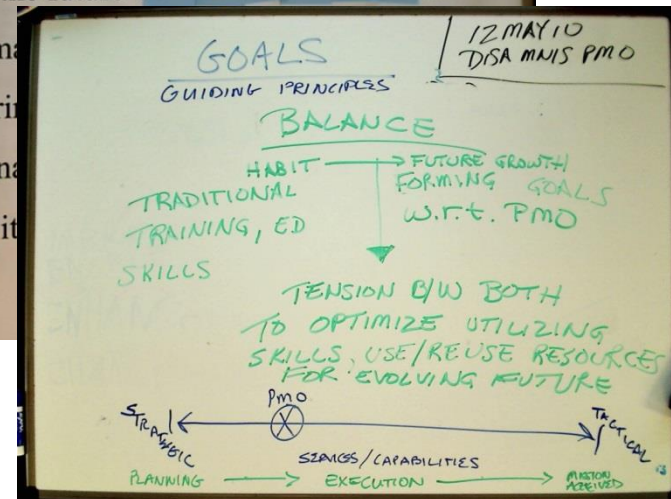 GOALS
GUIDING PRINCIPLES
12 MAY 10
DISA MNIS PMO
BALANCE
HABIT → FUTURE GROWTH/
FORMING GOALS
W.r.t. PMO
TRADITIONAL
TRAINING, ED
SKILLS
TENSION B/W BOTH
TO OPTIMIZE UTILIZING
SKILLS, USE/REUSE RESOURCES
FOR EVOLVING FUTURE
PMO
STRATEGIC
TACTICAL
/CAPABILITIES
PLANNING → EXECUTION → MISSION